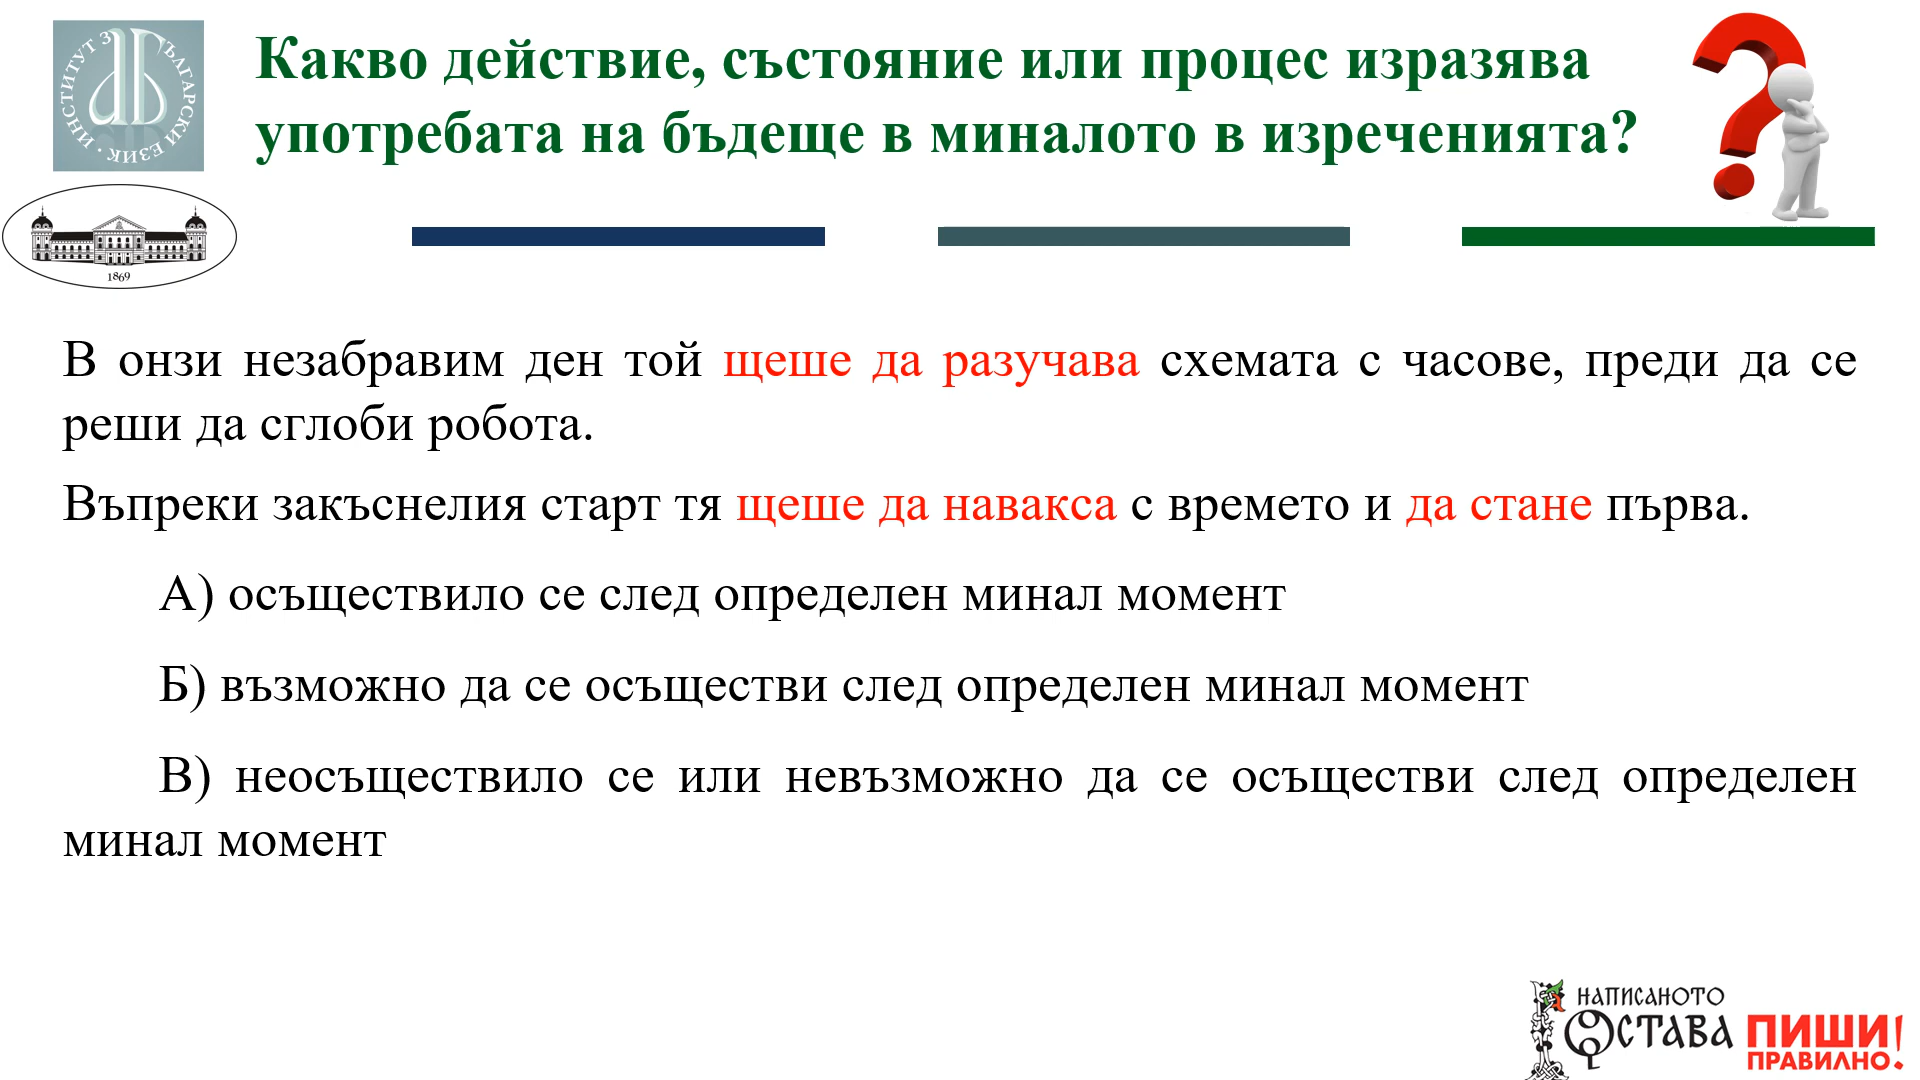 ИНСТИТУТ ЗА БЪЛГАРСКИ ЕЗИК
Какво действие, състояние или процес изразява
употребата на бъдеще в миналото в изреченията?
1869
В онзи незабравим ден той щеше да разучава схемата с часове, преди да се
реши да сглоби робота.
Въпреки закъснелия старт тя щеше да навакса с времето и да стане първа.
А) осъществило се след определен минал момент
Б) възможно да се осъществи след определен минал момент
В) неосъществило се или невъзможно да се осъществи след определен
минал момент
НАПИСАНОТО
ОСТАВА
ПИШИ
ПРАВИЛНО!